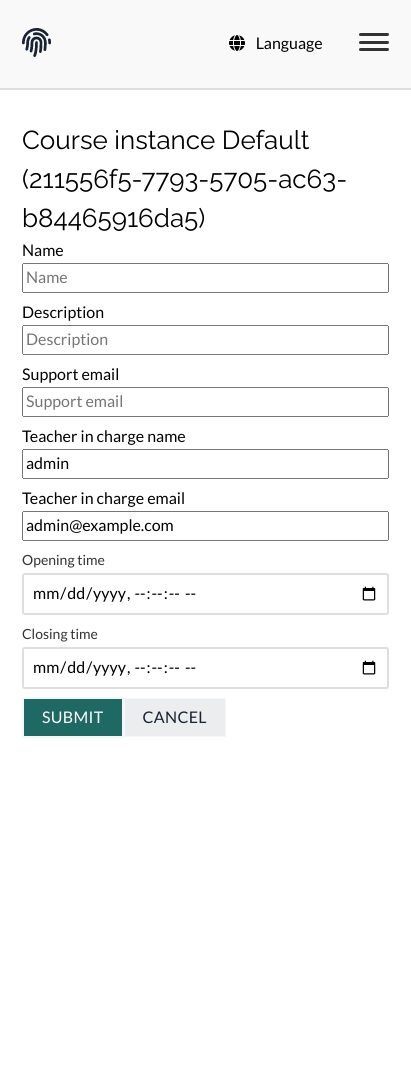 Language
Course instance Default
(211556f5-7793-5705-ac63-
b84465916da5)
Name
Name
Description
Description
Support email
Support email
Teacher in charge name
admin
Teacher in charge email
admin@example.com
Opening time
mm/dd/yyyy, --:--:-- --
Closing time
mm/dd/yyyy, --:--:-- --
SUBMIT CANCEL